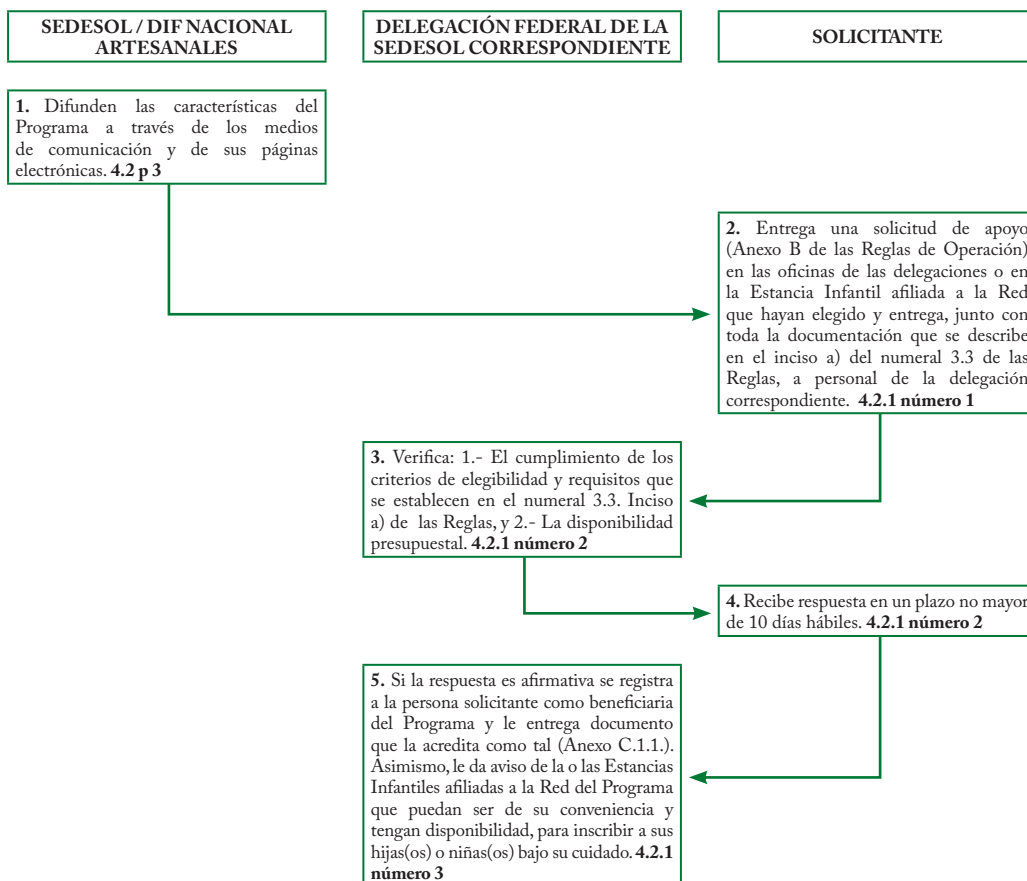 SEDESOL / DIF NACIONAL
ARTESANALES
DELEGACIÓN FEDERAL DE LA
SEDESOL CORRESPONDIENTE
SOLICITANTE
1. Difunden las características del
Programa a través de los medios
de comunicación y de sus páginas
electrónicas. 4.2 p 3
2. Entrega una solicitud de apoyo
(Anexo B de las Reglas de Operación)
en las oficinas de las delegaciones o en
la Estancia Infantil afiliada a la Red
que hayan elegido y entrega, junto con
toda la documentación que se describe
en el inciso a) del numeral 3.3 de las
Reglas, a personal de la delegación
correspondiente. 4.2.1 número 1
3. Verifica: 1.- El cumplimiento de los
criterios de elegibilidad y requisitos que
se establecen en el numeral 3.3. Inciso
a) de las Reglas, y 2.- La disponibilidad
presupuestal. 4.2.1 número 2
4. Recibe respuesta en un plazo no mayor
de 10 días hábiles. 4.2.1 número 2
5. Si la respuesta es afirmativa se registra
a la persona solicitante como beneficiaria
del Programa y le entrega documento
que la acredita como tal (Anexo C.1.1.).
Asimismo, le da aviso de la o las Estancias
Infantiles afiliadas a la Red del Programa
que puedan ser de su conveniencia y
tengan disponibilidad, para inscribir a sus
hijas(os) o niñas(os) bajo su cuidado. 4.2.1
número 3